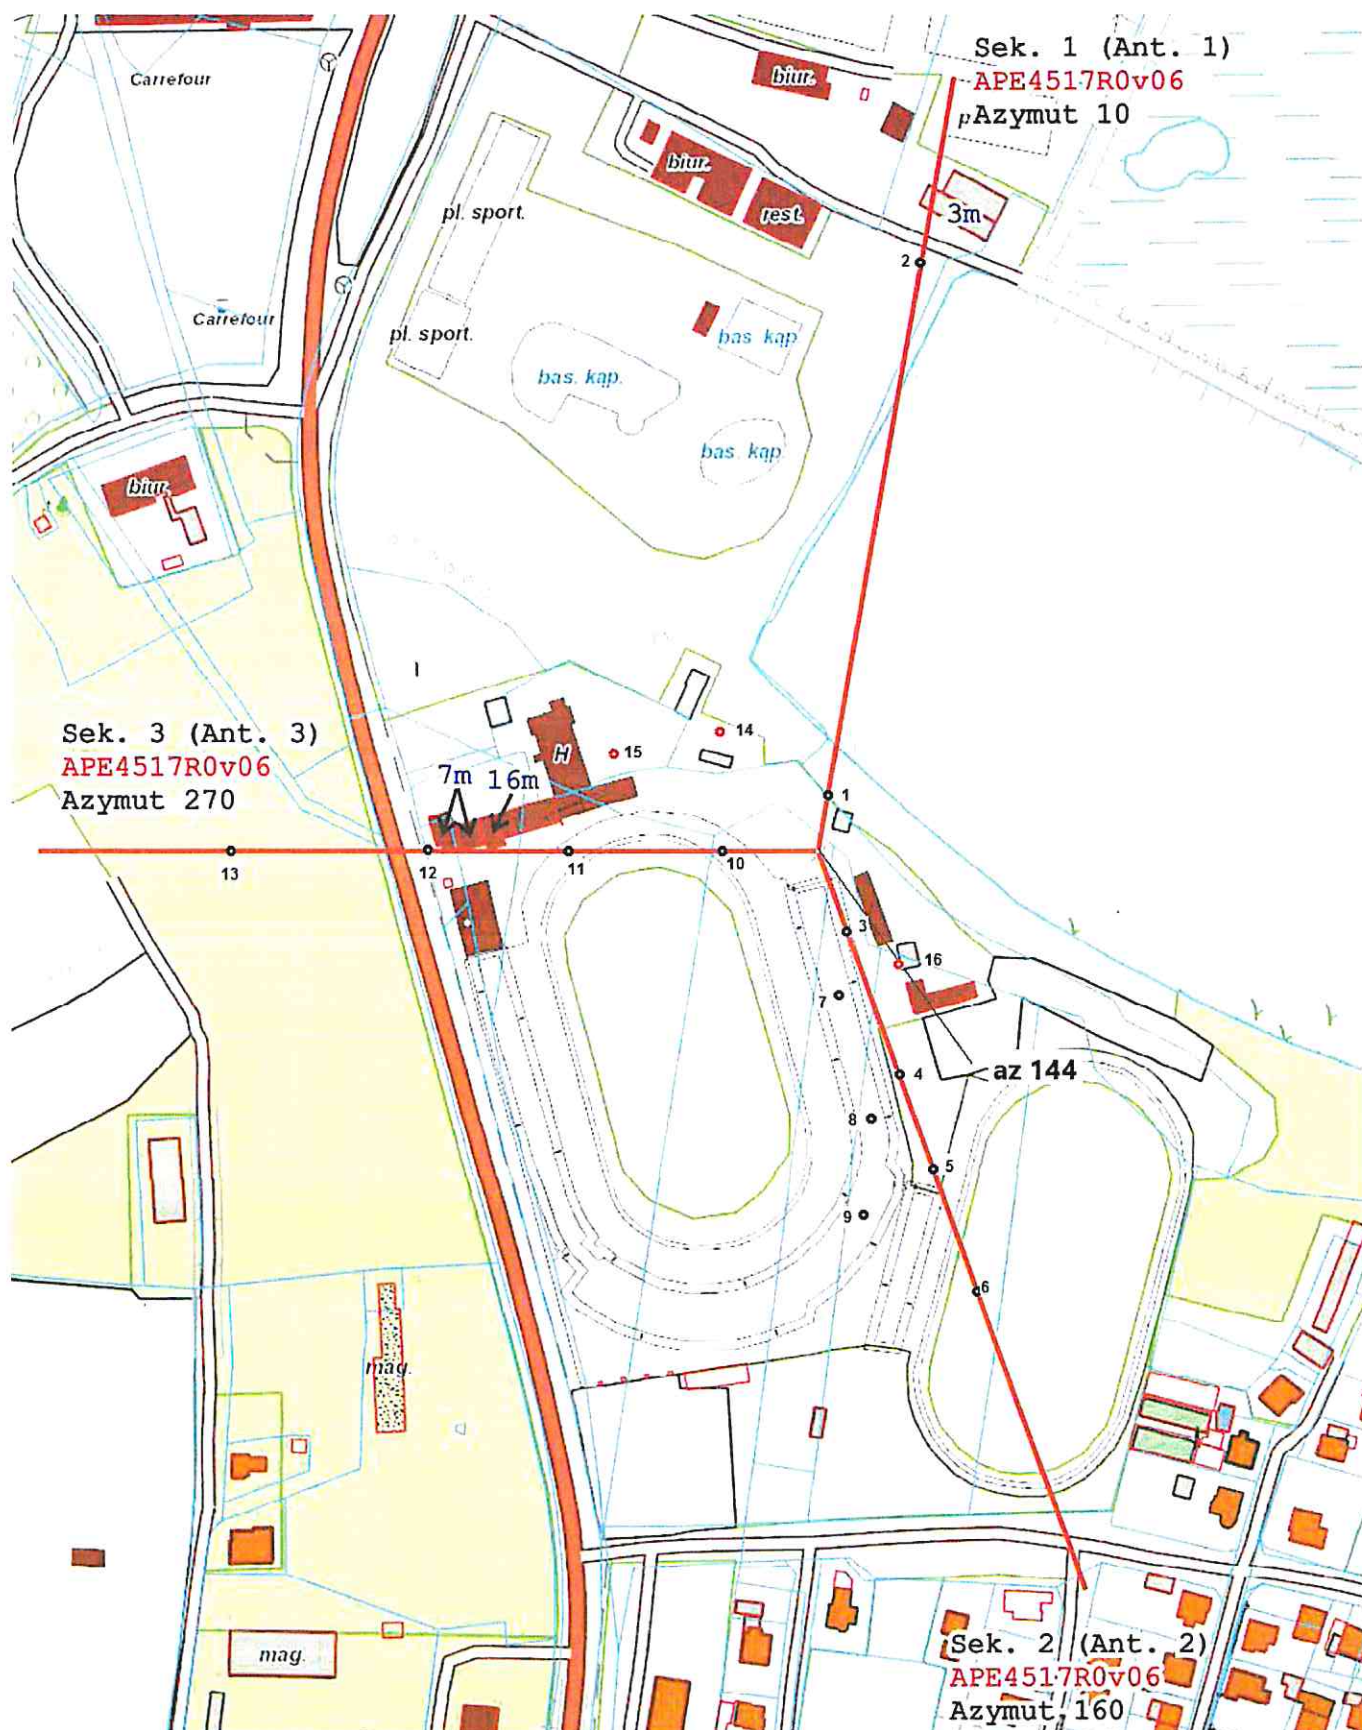 Sek. 1 (Ant. 1)
APE4517R0v06
Azymut 10
p
Carrefour
biur.
biur.
rest.
3m
pl. sport.
2
Carrefour
pl. sport.
bas. kąp.
bas kąp
bas. kąp
biur.
Sek. 3 (Ant. 3)
APE4517R0v06
Azymut 270
H
15
14
7m
16m
1
13
12
11
10
3
16
7
4
az 144
8
5
9
6
mag.
mag.
Sek. 2 (Ant. 2)
APE4517R0v06
Azymut 160